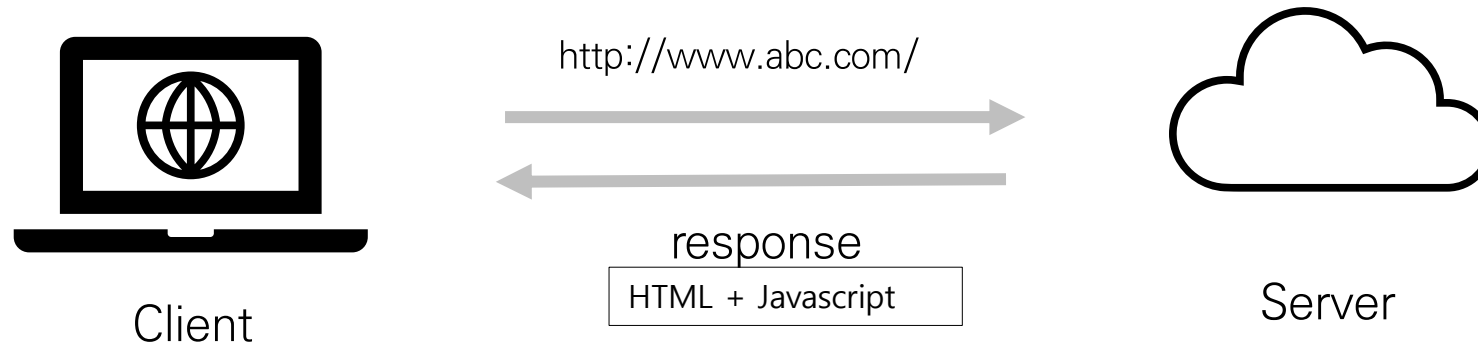 http://www.abc.com/
response
HTML + Javascript
Client
Server